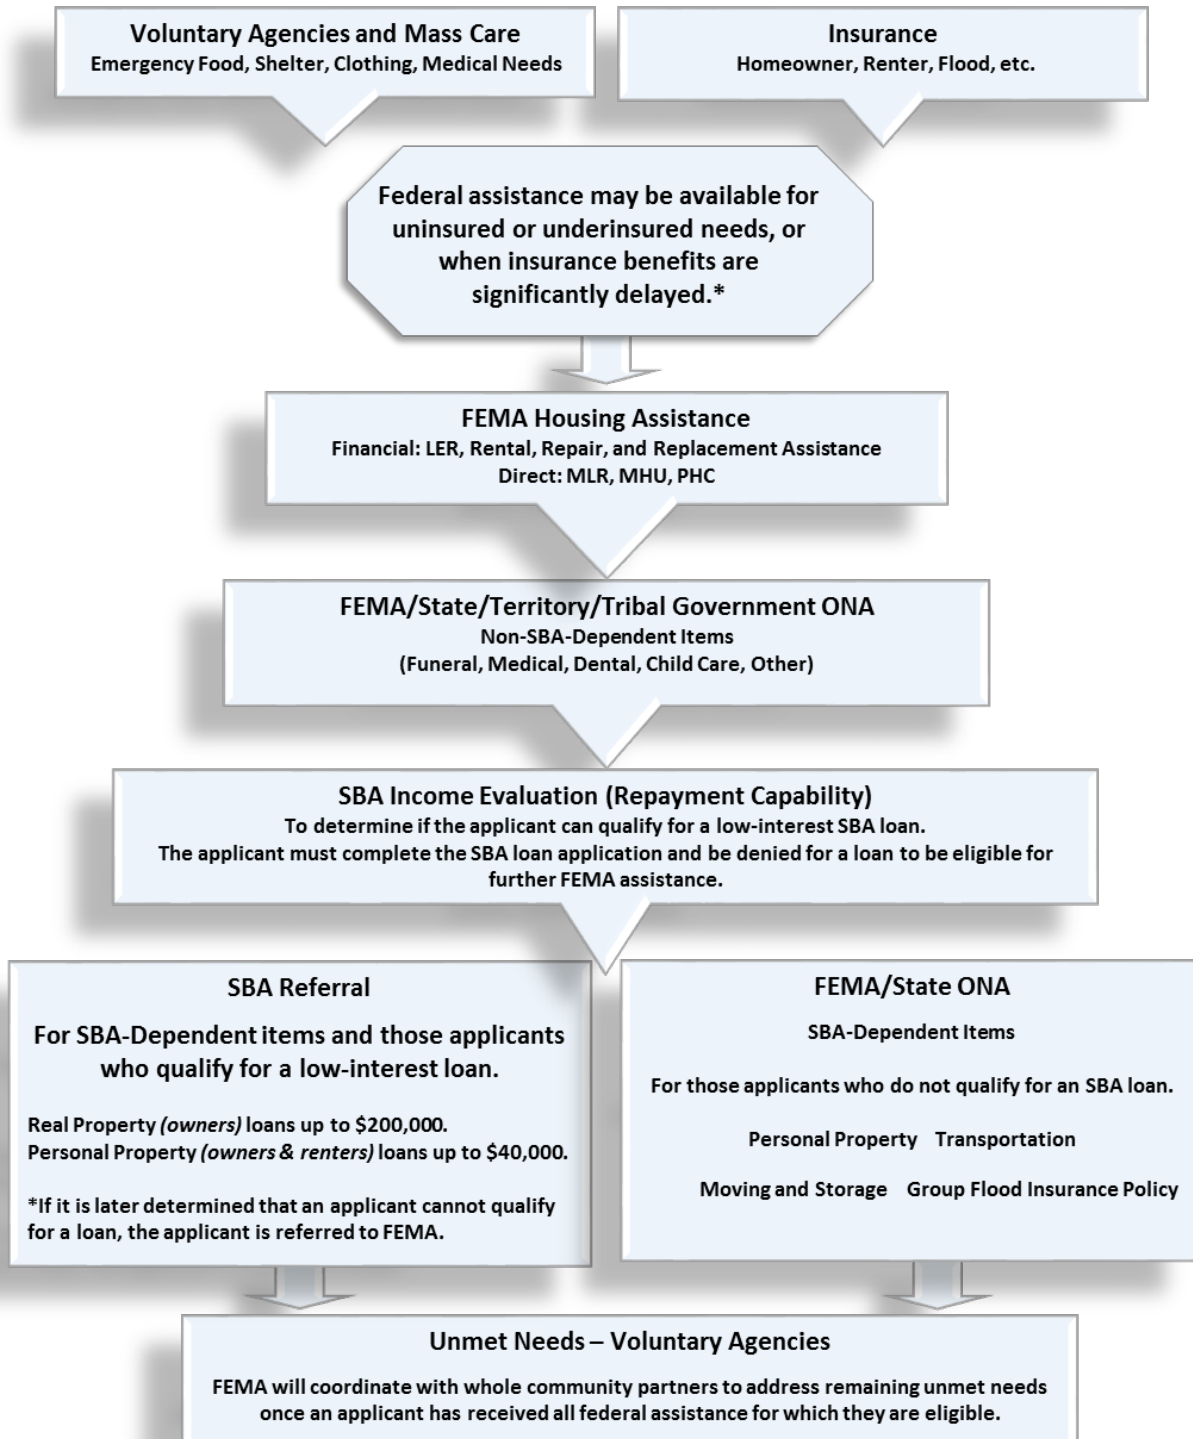 Voluntary Agencies and Mass Care
Emergency Food, Shelter, Clothing, Medical Needs
Insurance
Homeowner, Renter, Flood, etc.
Federal assistance may be available for
uninsured or underinsured needs, or
when insurance benefits are
significantly delayed.*
FEMA Housing Assistance
Financial: LER, Rental, Repair, and Replacement Assistance
Direct: MLR, MHU, PHC
FEMA/State/Territory/Tribal Government ONA
Non-SBA-Dependent Items
(Funeral, Medical, Dental, Child Care, Other)
SBA Income Evaluation (Repayment Capability)
To determine if the applicant can qualify for a low-interest SBA loan.
The applicant must complete the SBA loan application and be denied for a loan to be eligible for
further FEMA assistance.
SBA Referral
For SBA-Dependent items and those applicants
who qualify for a low-interest loan.
Real Property (owners) loans up to $200,000.
Personal Property (owners & renters) loans up to $40,000.
*If it is later determined that an applicant cannot qualify
for a loan, the applicant is referred to FEMA.
FEMA/State ONA
SBA-Dependent Items
For those applicants who do not qualify for an SBA loan.
Personal Property Transportation
Moving and Storage Group Flood Insurance Policy
Unmet Needs – Voluntary Agencies
FEMA will coordinate with whole community partners to address remaining unmet needs
once an applicant has received all federal assistance for which they are eligible.